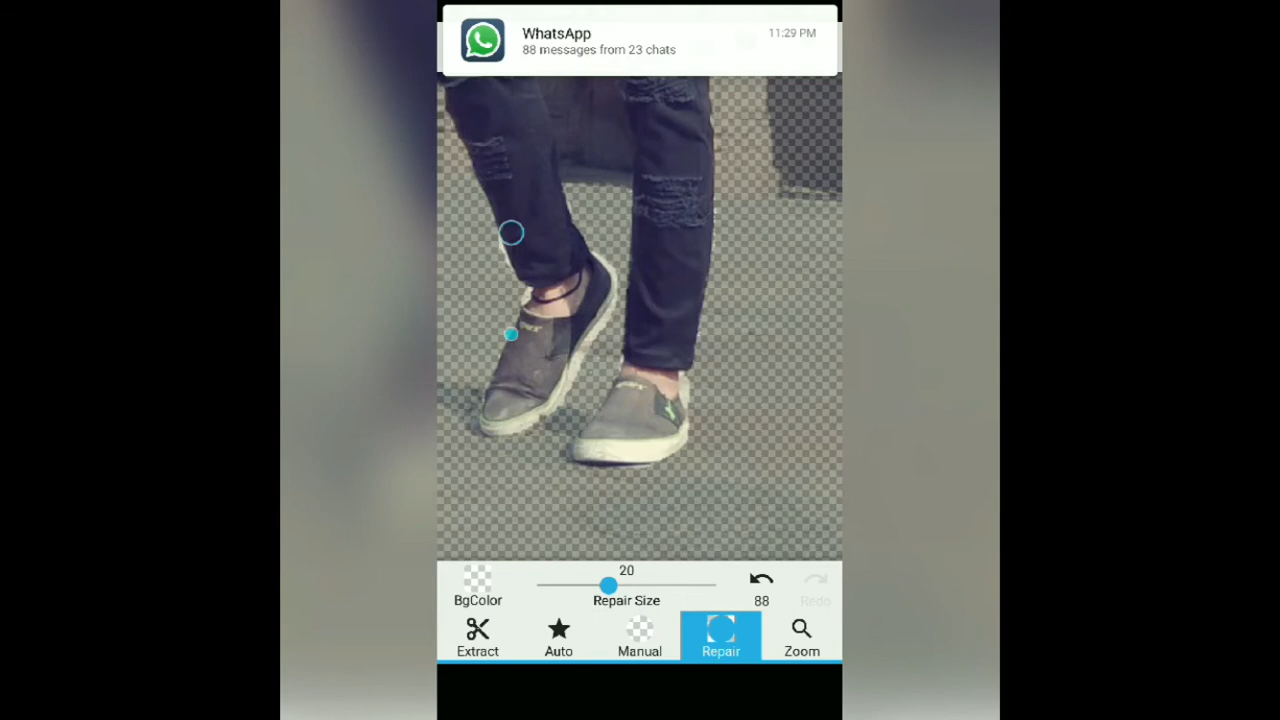 WhatsApp
11:29 PM
88 messages from 23 chats
20
BgColor
Repair Size
88
Redo
Extract
Auto
Manual
Repair
Zoom